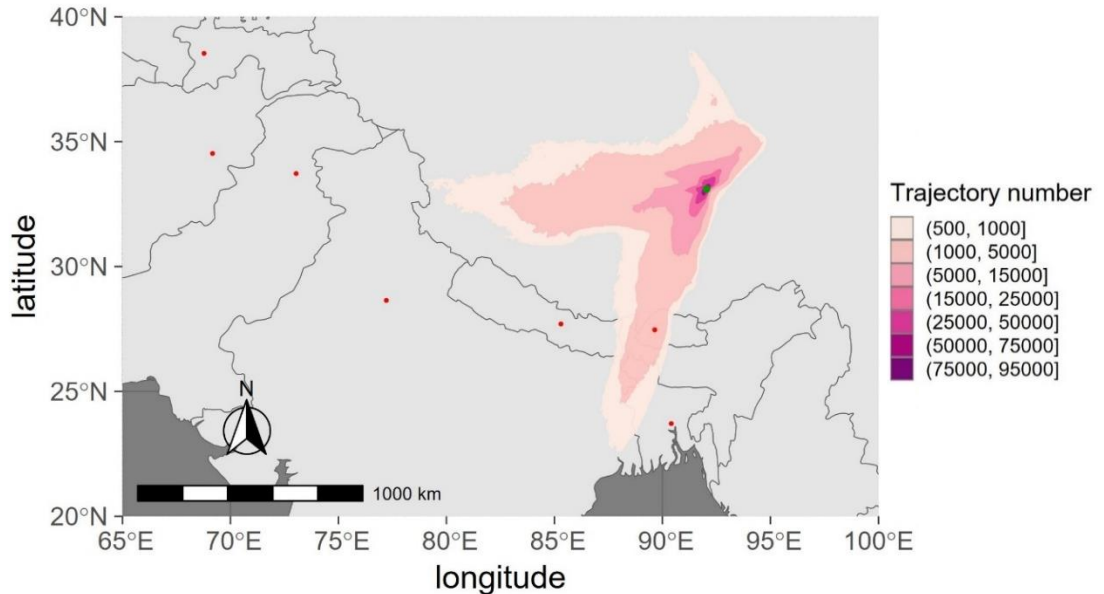 40°N
35°N
30°N
25°N
20°N
latitude
N
1000 km
65°E 70°E 75°E 80°E 85°E 90°E 95°E 100°E
longitude
Trajectory number
(500, 1000]
(1000, 5000]
(5000, 15000]
(15000, 25000]
(25000, 50000]
(50000, 75000]
(75000, 95000]